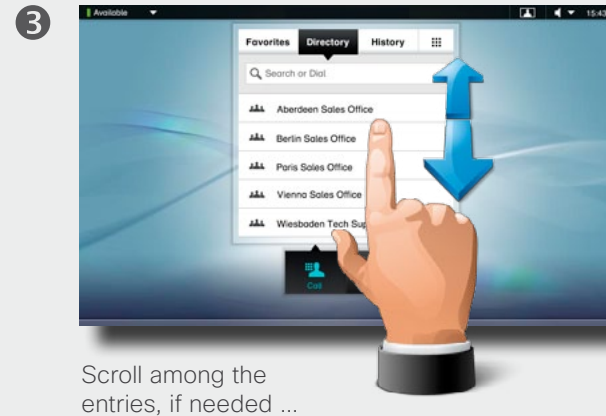 3
Available 15:43
Favorites Directory History
Search or Dial
Aberdeen Sales Office
Berlin Sales Office
Paris Sales Office
Vienna Sales Office
Wiesbaden Tech
Call
Scroll among the
entries, if needed ...